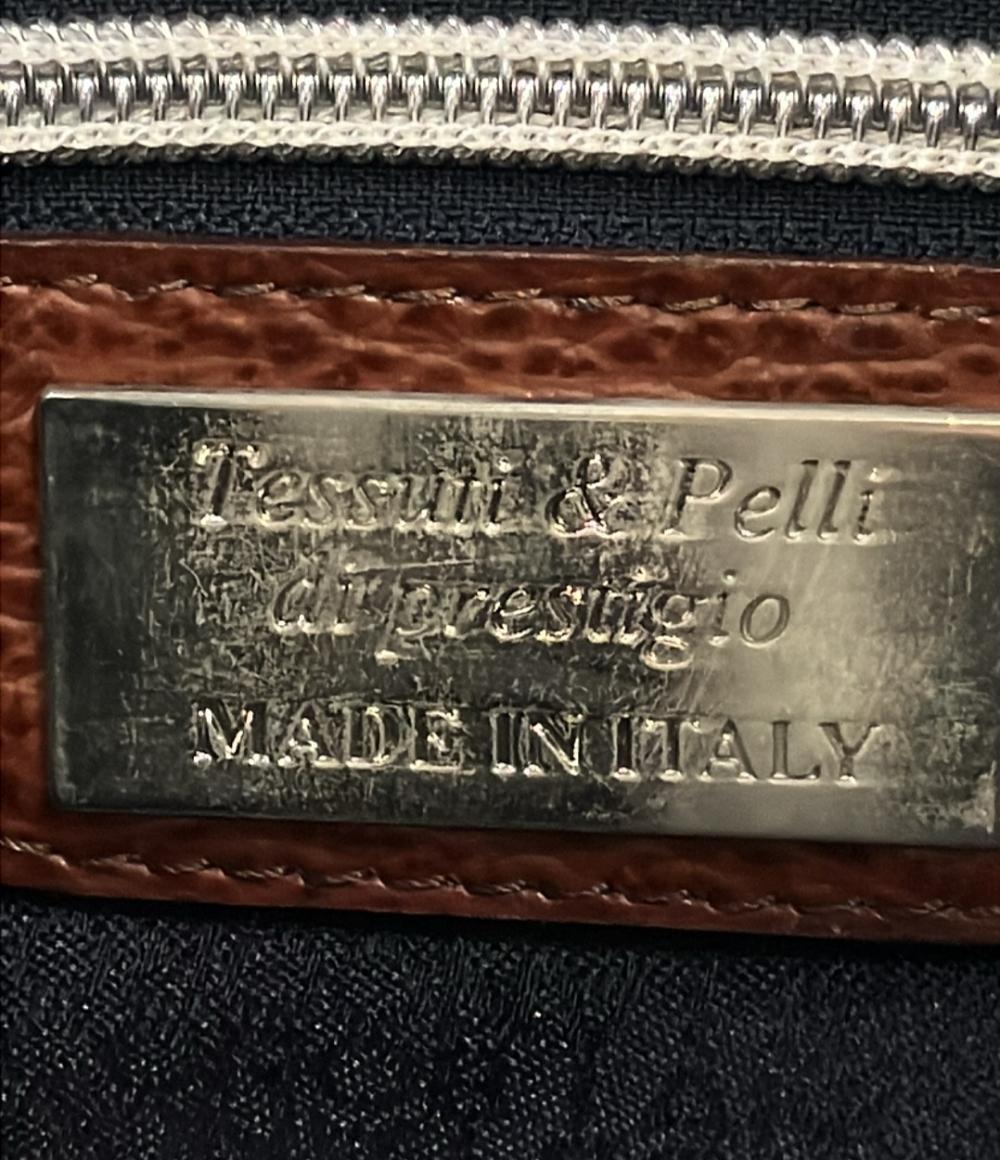 Tessuti & Pelli
di prestigio
MADE IN ITALY